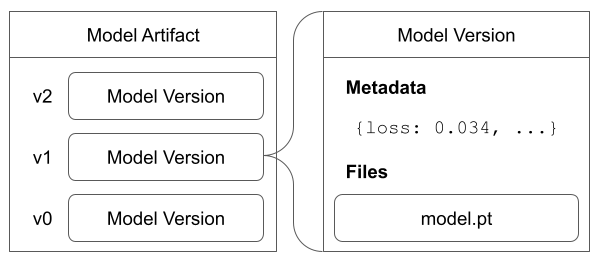 Model Artifact
v2 Model Version
v1 Model Version
v0 Model Version
Model Version
Metadata
{loss: 0.034, ...}
Files
model.pt